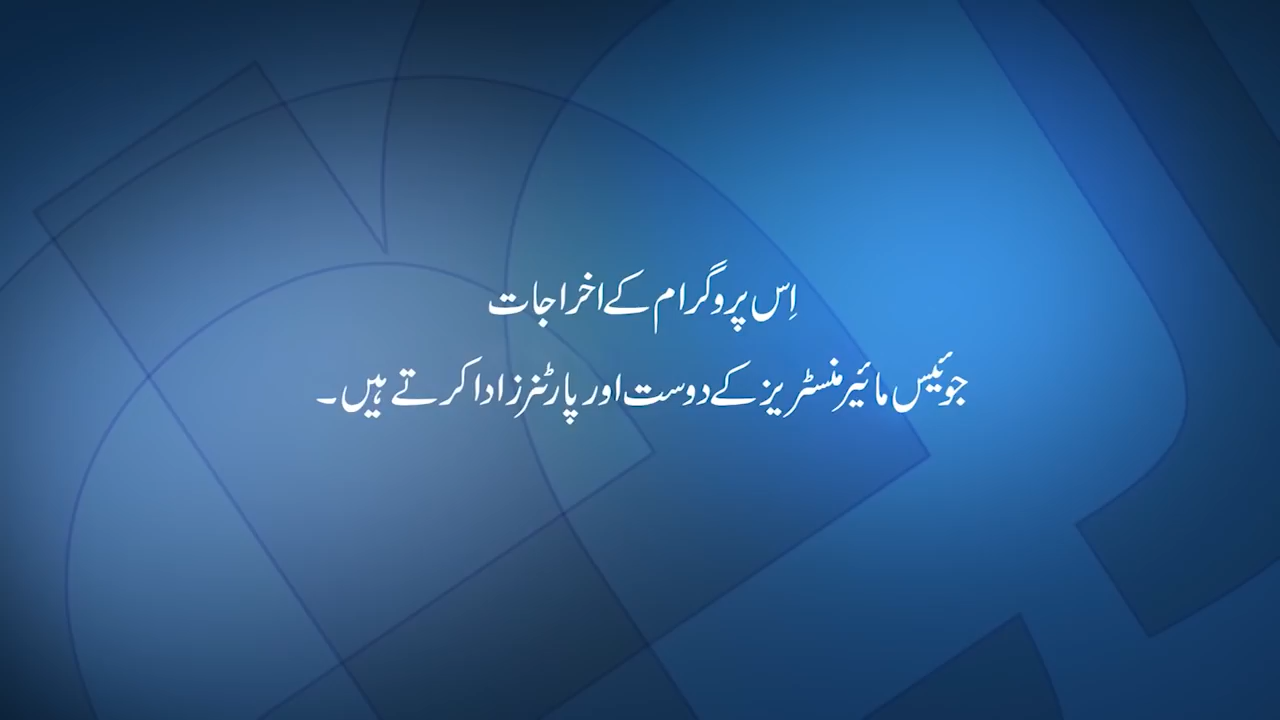 اِس پروگرام کے اخراجات
جوئیس مائیر منسٹریز کے دوست اور پارٹنرز ادا کرتے ہیں۔